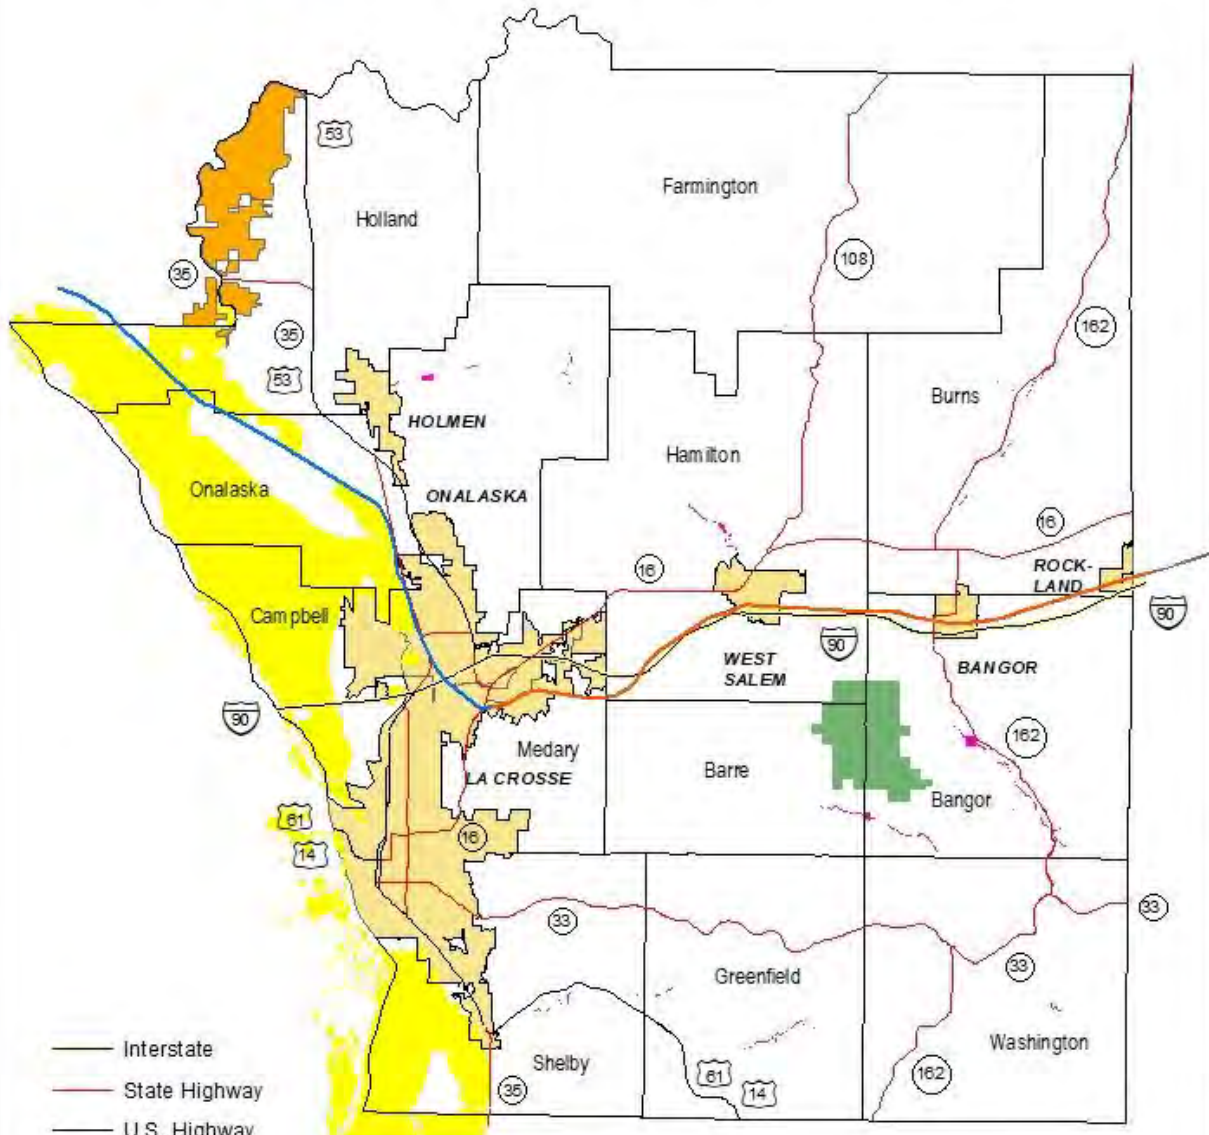 53
Farmington
Holland
108
35
162
35
53
Burns
HOLMEN
Hamilton
Onalaska
ONALASKA
16
16
ROCK-
LAND
Campbell
90
90
WEST
SALEM
BANGOR
90
162
Medary
Barre
LA CROSSE
Bangor
61
16
14
33
33
33
Greenfield
Washington
Interstate
Shelby
61
162
State Highway
35
14
U.S. Highway